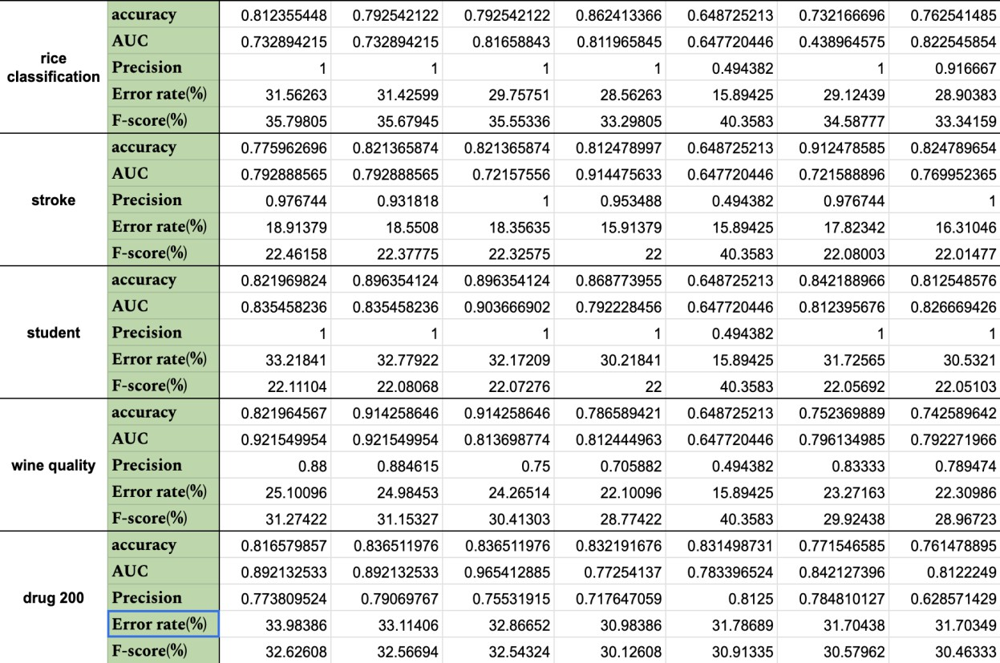 accuracy 0.812355448 0.792542122 0.792542122 0.862413366 0.648725213 0.732166696 0.762541485
AUC 0.732894215 0.732894215 0.81658843 0.811965845 0.647720446 0.438964575 0.822545854
rice classification Precision 1 1 1 1 0.494382 1 0.916667
Error rate(%) 31.56263 31.42599 29.75751 28.56263 15.89425 29.12439 28.90383
F-score(%) 35.79805 35.67945 35.55336 33.29805 40.3583 34.58777 33.34159
accuracy 0.775962696 0.821365874 0.821365874 0.812478997 0.648725213 0.912478585 0.824789654
AUC 0.792888565 0.792888565 0.72157556 0.914475633 0.647720446 0.721588896 0.769952365
stroke Precision 0.976744 0.931818 1 0.953488 0.494382 0.976744 1
Error rate(%) 18.91379 18.5508 18.35635 15.91379 15.89425 17.82342 16.31046
F-score(%) 22.46158 22.37775 22.32575 22 40.3583 22.08003 22.01477
accuracy 0.821969824 0.896354124 0.896354124 0.868773955 0.648725213 0.842188966 0.812548576
AUC 0.835458236 0.835458236 0.903666902 0.792228456 0.647720446 0.812395676 0.826669426
student Precision 1 1 1 1 0.494382 1 1
Error rate(%) 33.21841 32.77922 32.17209 30.21841 15.89425 31.72565 30.5321
F-score(%) 22.11104 22.08068 22.07276 22 40.3583 22.05692 22.05103
accuracy 0.821964567 0.914258646 0.914258646 0.786589421 0.648725213 0.752369889 0.742589642
AUC 0.921549954 0.921549954 0.813698774 0.812444963 0.647720446 0.796134985 0.792271966
wine quality Precision 0.88 0.884615 0.75 0.705882 0.494382 0.83333 0.789474
Error rate(%) 25.10096 24.98453 24.26514 22.10096 15.89425 23.27163 22.30986
F-score(%) 31.27422 31.15327 30.41303 28.77422 40.3583 29.92438 28.96723
accuracy 0.816579857 0.836511976 0.836511976 0.832191676 0.831498731 0.771546585 0.761478895
AUC 0.892132533 0.892132533 0.965412885 0.77254137 0.783396524 0.842127396 0.8122249
drug 200 Precision 0.773809524 0.79069767 0.75531915 0.717647059 0.8125 0.784810127 0.628571429
Error rate(%) 33.98386 33.11406 32.86652 30.98386 31.78689 31.70438 31.70349
F-score(%) 32.62608 32.56694 32.54324 30.12608 30.91335 30.57962 30.46333